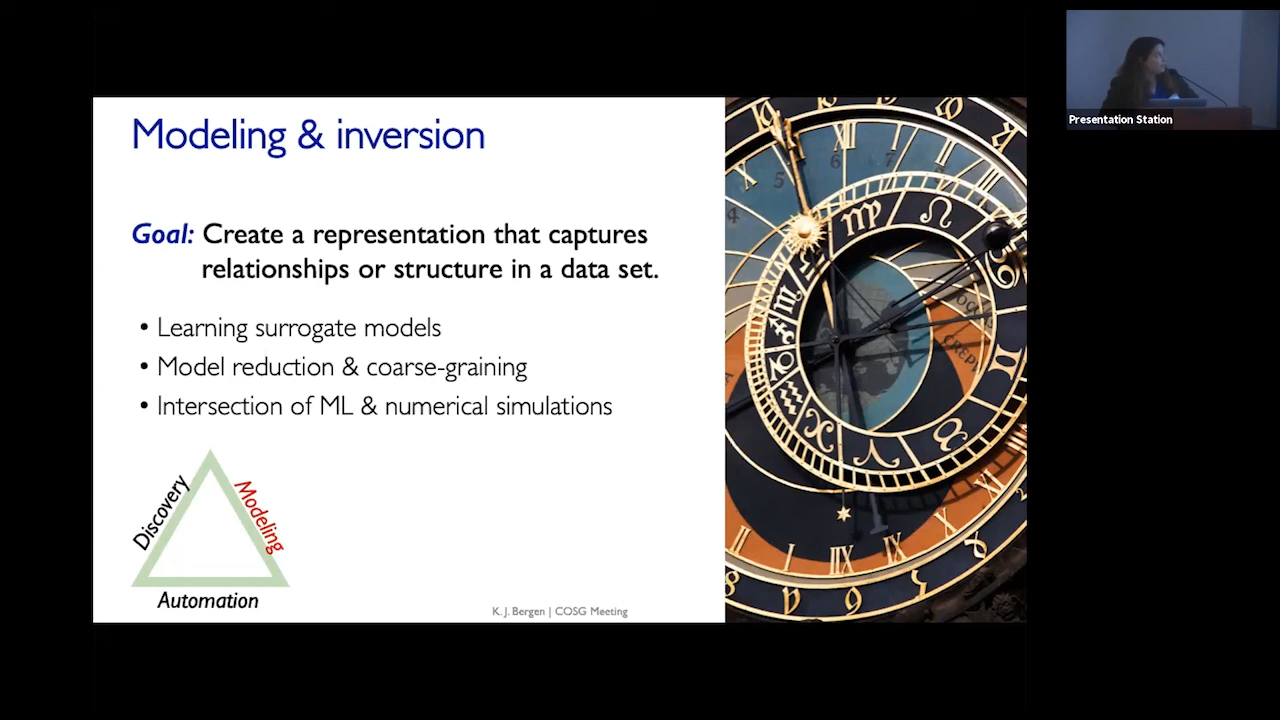 Modeling & inversion
Goal: Create a representation that captures
relationships or structure in a data set.
• Learning surrogate models
• Model reduction & coarse-graining
• Intersection of ML & numerical simulations
Discovery
Modeling
Automation
K. J. Bergen | COSG Meeting
Presentation Station